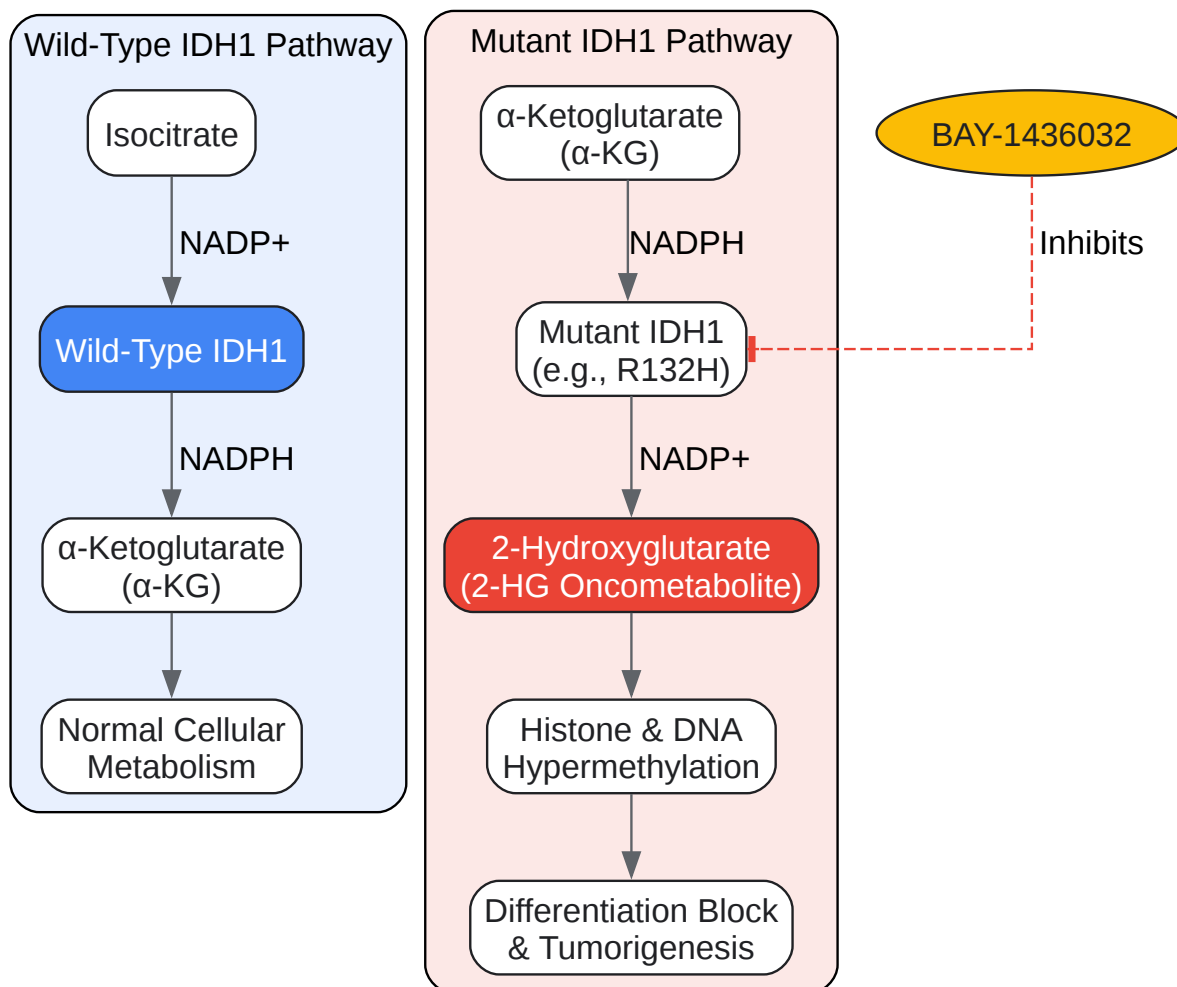 Wild-Type IDH1 Pathway
Isocitrate
NADP+
Wild-Type IDH1
NADPH
α-Ketoglutarate
(α-KG)
Normal Cellular
Metabolism
Mutant IDH1 Pathway
α-Ketoglutarate
(α-KG)
NADPH
Mutant IDH1
(e.g., R132H)
NADP+
2-Hydroxyglutarate
(2-HG Oncometabolite)
Histone & DNA
Hypermethylation
Differentiation Block
& Tumorigenesis
BAY-1436032
Inhibits